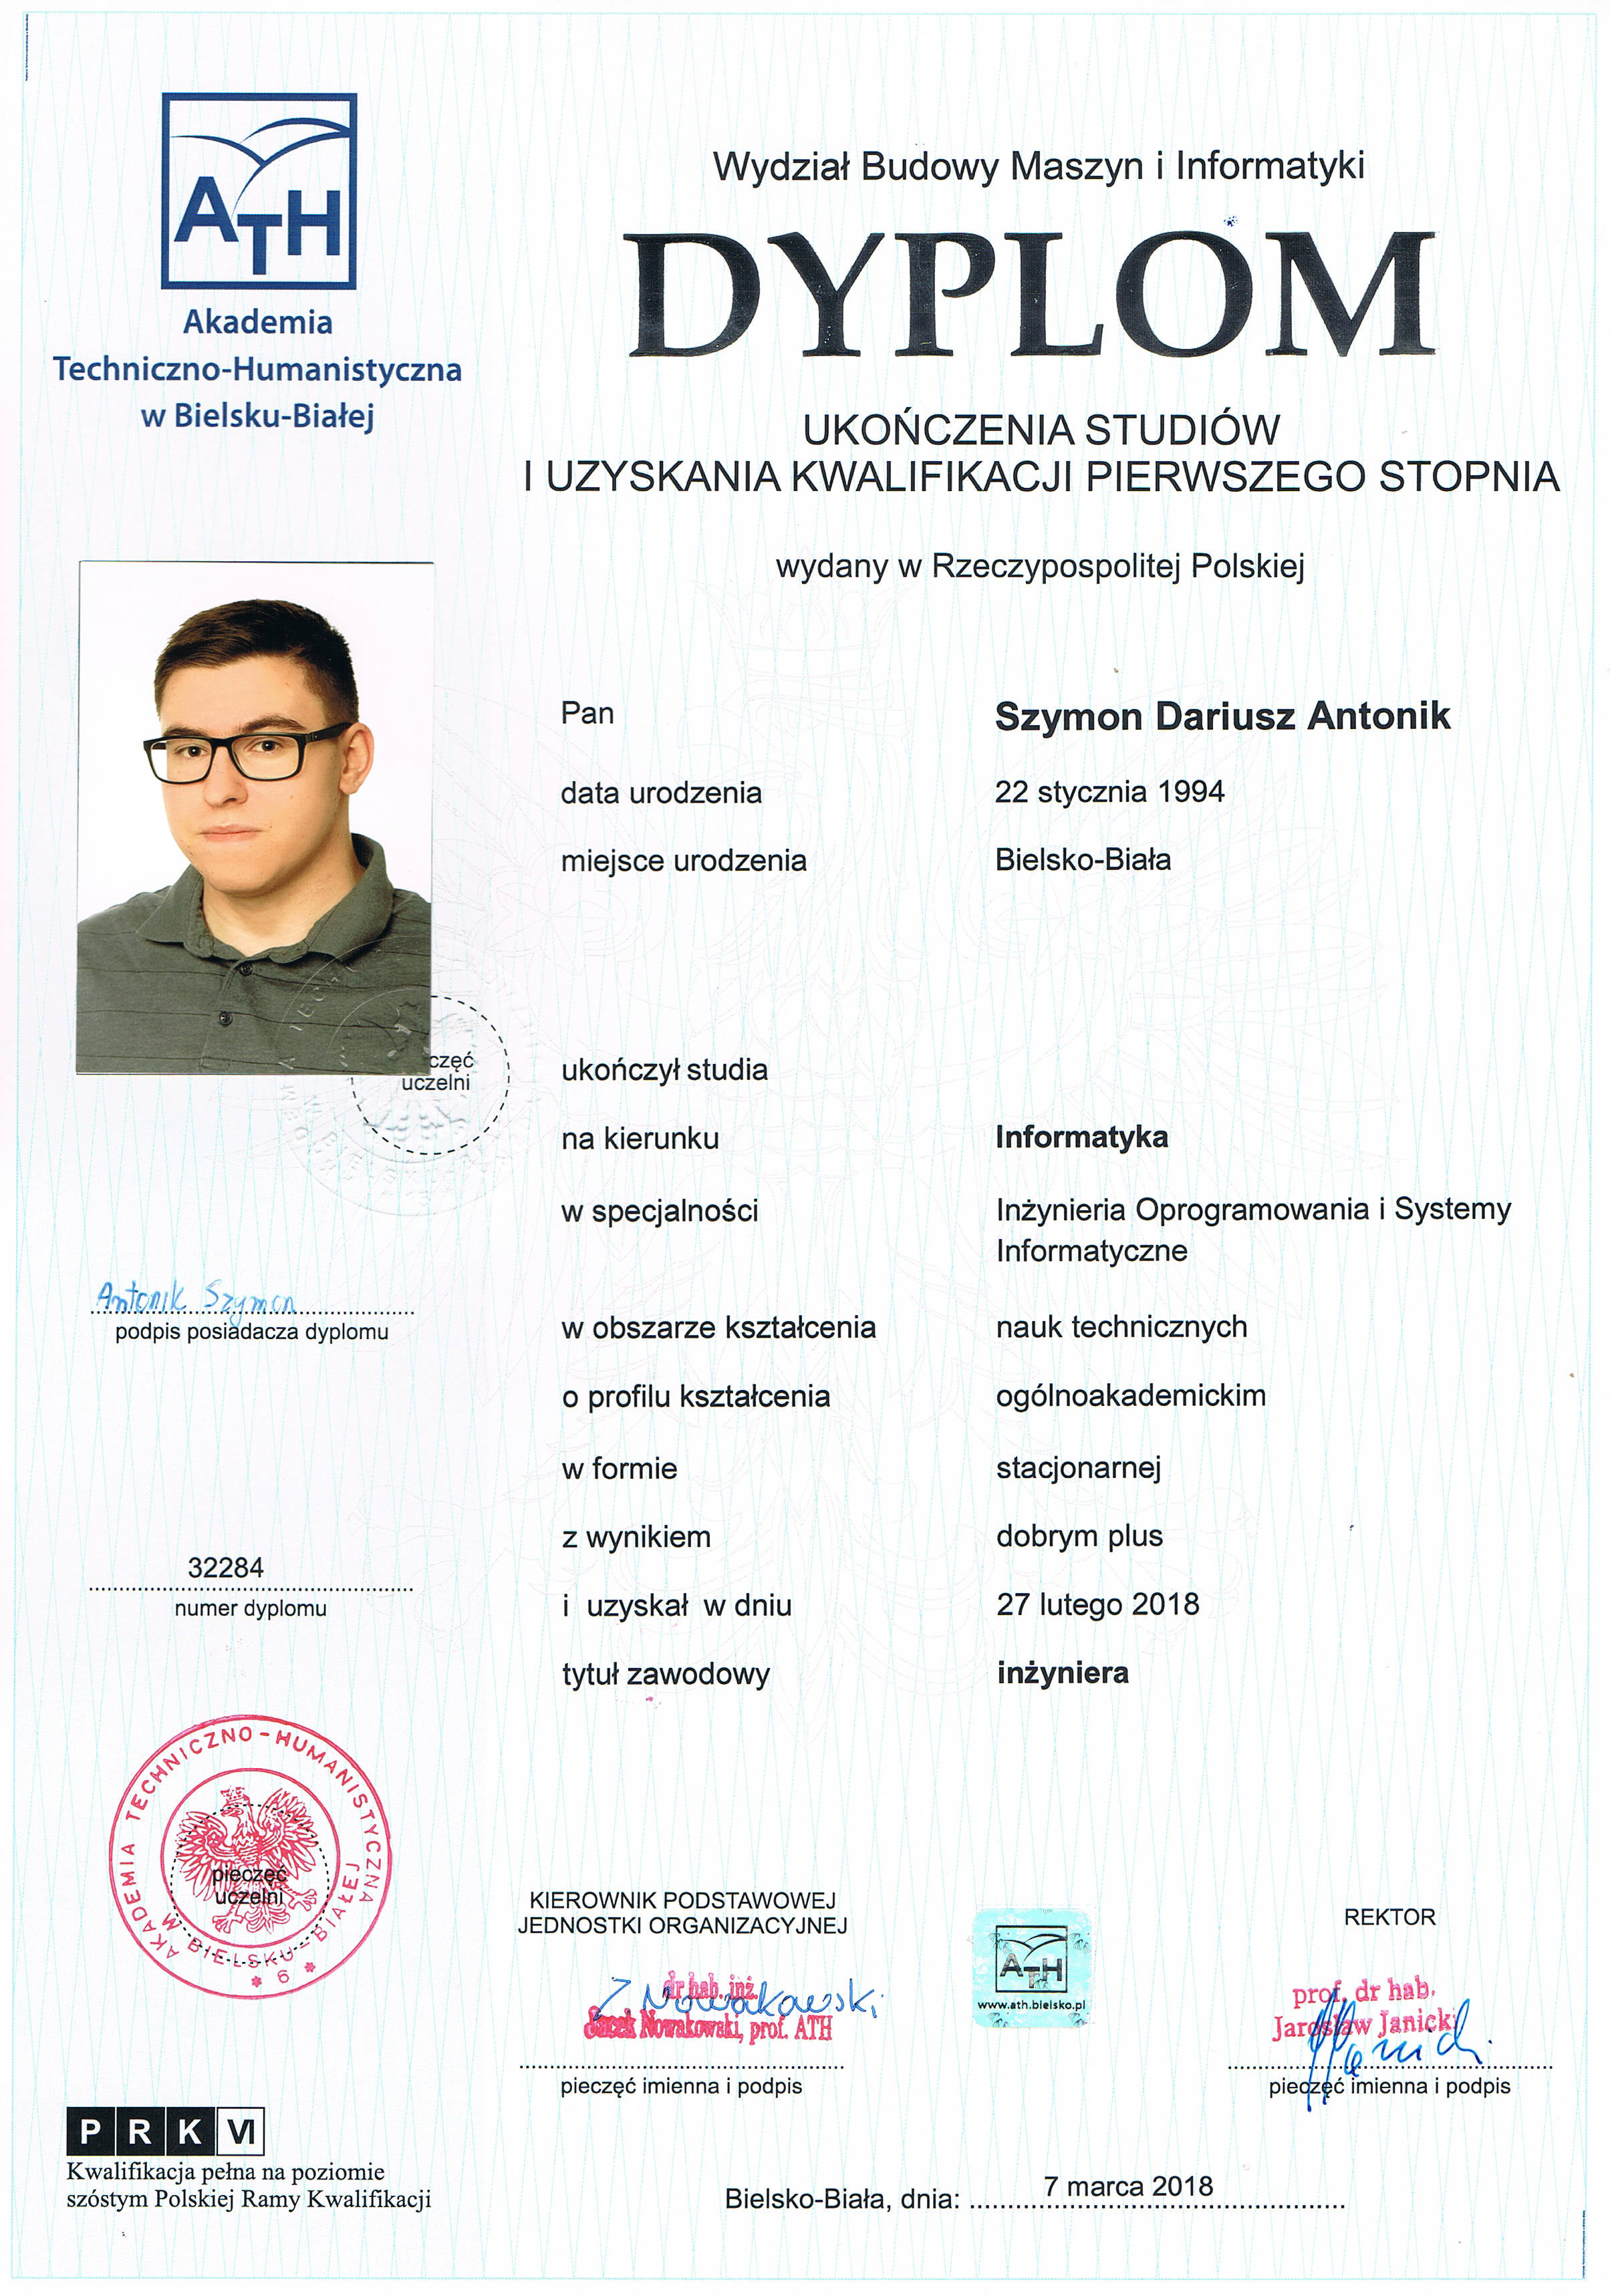 ATH
Akademia
Techniczno-Humanistyczna
w Bielsku-Białej
Wydział Budowy Maszyn i Informatyki
DYPLOM
UKOŃCZENIA STUDIÓW
I UZYSKANIA KWALIFIKACJI PIERWSZEGO STOPNIA
wydany w Rzeczypospolitej Polskiej
Pan Szymon Dariusz Antonik
data urodzenia 22 stycznia 1994
miejsce urodzenia Bielsko-Biała
częć
uczelni
ukończył studia
na kierunku Informatyka
w specjalności Inżynieria Oprogramowania i Systemy
Informatyczne
Antonik Szymon
podpis posiadacza dyplomu
w obszarze kształcenia nauk technicznych
o profilu kształcenia ogólnoakademickim
w formie stacjonarnej
z wynikiem dobrym plus
32284
numer dyplomu
i uzyskał w dniu 27 lutego 2018
tytuł zawodowy inżyniera
AKADEMIA TECHNICZNO-HUMANISTYCZNA
W BIELSKU-BIAŁEJ
* 6 *
pieczęć
uczelni
KIEROWNIK PODSTAWOWEJ
JEDNOSTKI ORGANIZACYJNEJ
dr hab. inż.
Jacek Nowakowski, prof. ATH
Z Nowakowski
pieczęć imienna i podpis
ATH
www.ath.bielsko.pl
REKTOR
prof. dr hab.
Jarosław Janicki
pieczęć imienna i podpis
PRK VI
Kwalifikacja pełna na poziomie
szóstym Polskiej Ramy Kwalifikacji
Bielsko-Biała, dnia: 7 marca 2018